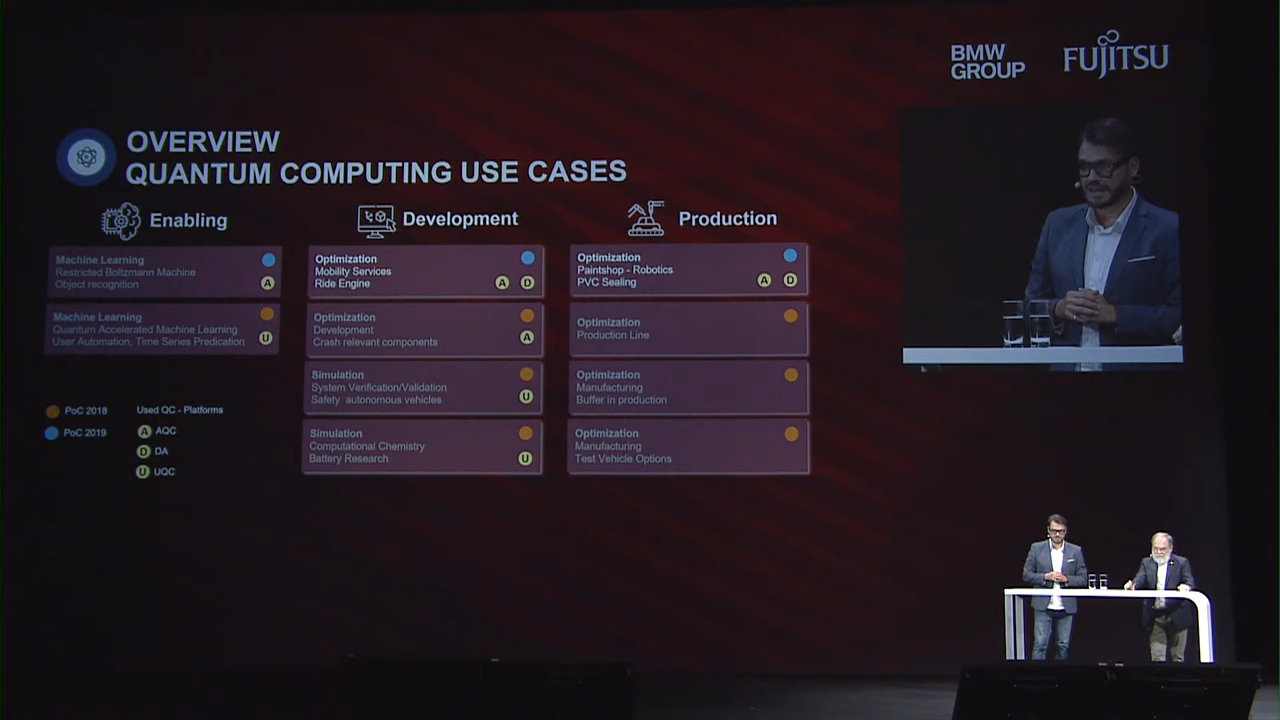 BMW
GROUP
FUJITSU
OVERVIEW
QUANTUM COMPUTING USE CASES
Enabling
Machine Learning
Restricted Boltzmann Machine
Object recognition
A
Machine Learning
Quantum Accelerated Machine Learning
User Automation, Time Series Predication
U
Development
Optimization
Mobility Services
Ride Engine
A D
Optimization
Development
Crash relevant components
A
Simulation
System Verification/Validation
Safety autonomous vehicles
U
Simulation
Computational Chemistry
Battery Research
U
Production
Optimization
Paintshop - Robotics
PVC Sealing
A D
Optimization
Production Line
Optimization
Manufacturing
Buffer in production
Optimization
Manufacturing
Test Vehicle Options
PoC 2018
PoC 2019
Used QC - Platforms
A AQC
D DA
U UQC